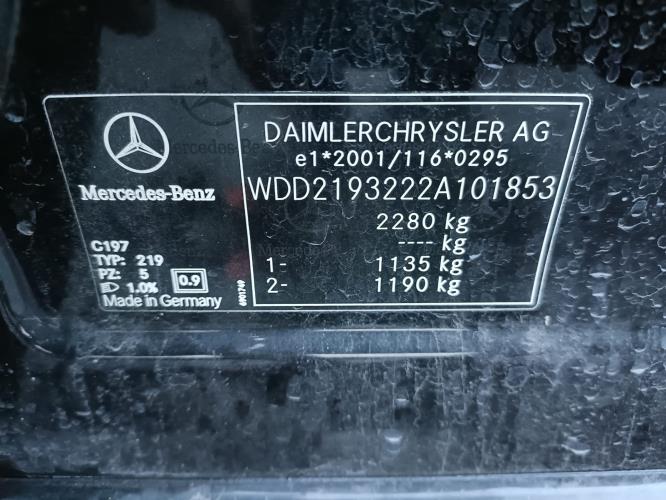 Mercedes-Benz
C197
TYP: 219
PZ: 5
1.0%
0.9
Made in Germany
6901749
DAIMLERCHRYSLER AG
e1*2001/116*0295
WDD2193222A101853
2280 kg
---- kg
1- 1135 kg
2- 1190 kg